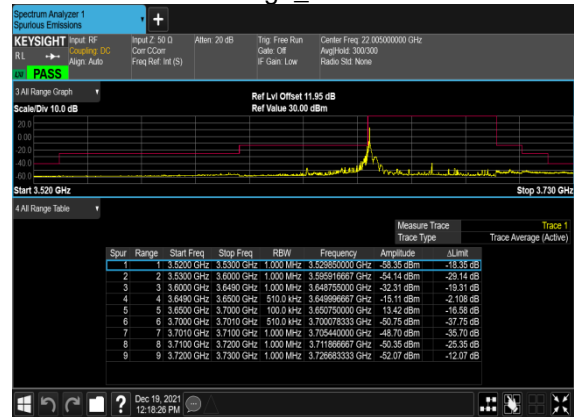 Spectrum Analyzer 1
Spurious Emissions
KEYSIGHT Input: RF Input Z: 50 Ω Atten: 20 dB Trig: Free Run Center Freq: 22.005000000 GHz
R L Coupling: DC Corr CCorr Gate: Off Avg|Hold: 300/300
Align: Auto Freq Ref: Int (S) IF Gain: Low Radio Std: None
PASS
3 All Range Graph
Ref Lvl Offset 11.95 dB
Scale/Div 10.0 dB Ref Value 30.00 dBm
20.0
0.00
-20.0
-40.0
-60.0
Start 3.520 GHz Stop 3.730 GHz
4 All Range Table
Measure Trace Trace 1
Trace Type Trace Average (Active)
Spur Range Start Freq Stop Freq RBW Frequency Amplitude ΔLimit
1 1 3.5200 GHz 3.5300 GHz 1.000 MHz 3.529850000 GHz -58.35 dBm -18.35 dB
2 2 3.5300 GHz 3.6000 GHz 1.000 MHz 3.595916667 GHz -54.14 dBm -29.14 dB
3 3 3.6000 GHz 3.6490 GHz 1.000 MHz 3.648755000 GHz -32.31 dBm -19.31 dB
4 4 3.6490 GHz 3.6500 GHz 510.0 kHz 3.649996667 GHz -15.11 dBm -2.108 dB
5 5 3.6500 GHz 3.7000 GHz 100.0 kHz 3.650750000 GHz 13.42 dBm -16.58 dB
6 6 3.7000 GHz 3.7010 GHz 510.0 kHz 3.700078333 GHz -50.75 dBm -37.75 dB
7 7 3.7010 GHz 3.7100 GHz 1.000 MHz 3.705440000 GHz -48.70 dBm -35.70 dB
8 8 3.7100 GHz 3.7200 GHz 1.000 MHz 3.711866667 GHz -50.35 dBm -25.35 dB
9 9 3.7200 GHz 3.7300 GHz 1.000 MHz 3.726683333 GHz -52.07 dBm -12.07 dB
Dec 19, 2021
12:18:26 PM